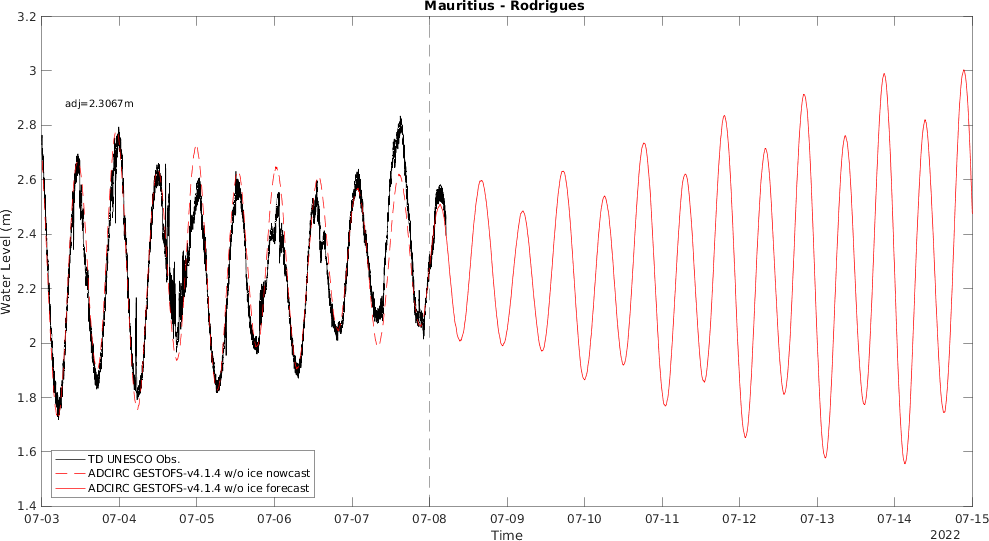 Mauritius - Rodrigues
3.2
3
2.8
2.6
2.4
2.2
2
1.8
1.6
1.4
Water Level (m)
adj=2.3067m
TD UNESCO Obs.
ADCIRC GESTOFS-v4.1.4 w/o ice nowcast
ADCIRC GESTOFS-v4.1.4 w/o ice forecast
07-03 07-04 07-05 07-06 07-07 07-08 07-09 07-10 07-11 07-12 07-13 07-14 07-15
Time
2022